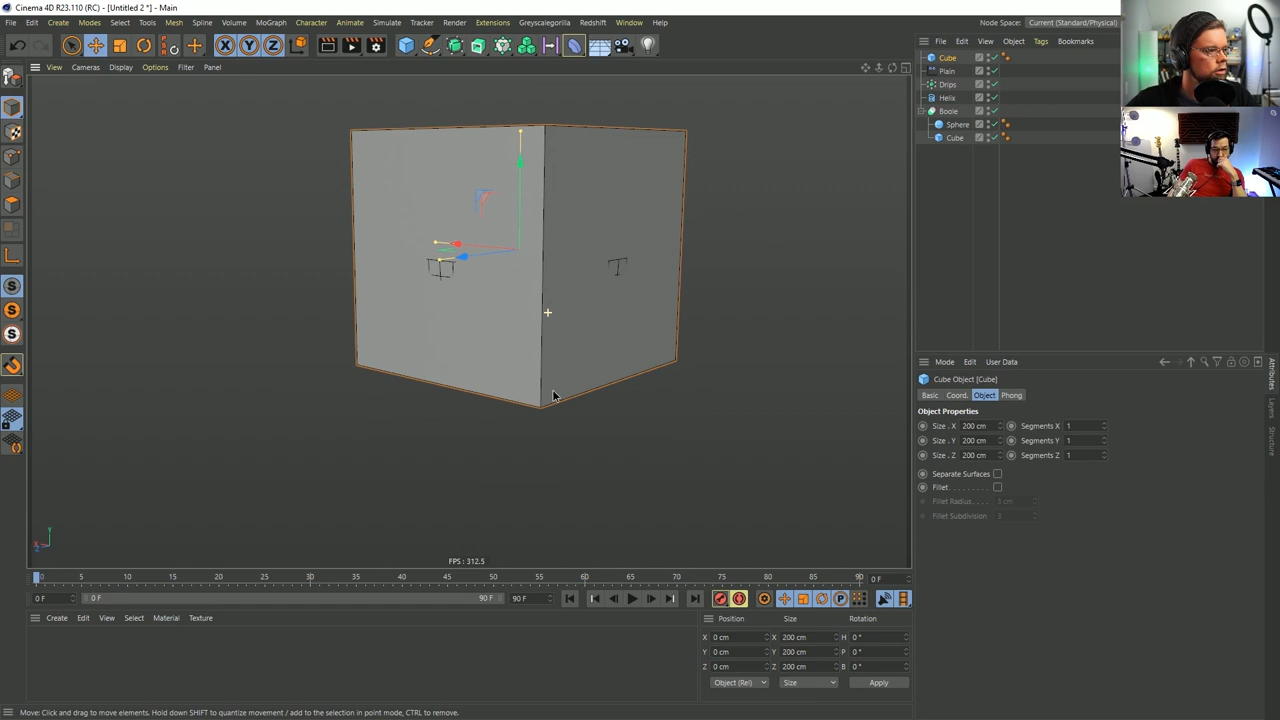 Cinema 4D R23.110 (RC) - [Untitled 2 *] - Main
File Edit Create Modes Select Tools Mesh Spline Volume MoGraph Character Animate Simulate Tracker Render Extensions Greyscalegorilla Redshift Window Help
Node Space: Current (Standard/Physical)
X Y Z
File Edit View Object Tags Bookmarks
View Cameras Display Options Filter Panel
Cube
Plain
Drips
Helix
Boole
Sphere
Cube
S
S
S
Mode Edit User Data
Attributes
Layers
Structure
Cube Object [Cube]
Basic Coord. Object Phong
Object Properties
Size . X 200 cm Segments X 1
Size . Y 200 cm Segments Y 1
Size . Z 200 cm Segments Z 1
Separate Surfaces
Fillet
Fillet Radius 3 cm
Fillet Subdivision 3
Y
X
Z
FPS : 312.5
0 5 10 15 20 25 30 35 40 45 50 55 60 65 70 75 80 85 90 0 F
0 F 0 F 90 F 90 F
P
Create Edit View Select Material Texture
Position Size Rotation
X 0 cm X 200 cm H 0 °
Y 0 cm Y 200 cm P 0 °
Z 0 cm Z 200 cm B 0 °
Object (Rel) Size Apply
Move: Click and drag to move elements. Hold down SHIFT to quantize movement / add to the selection in point mode, CTRL to remove.